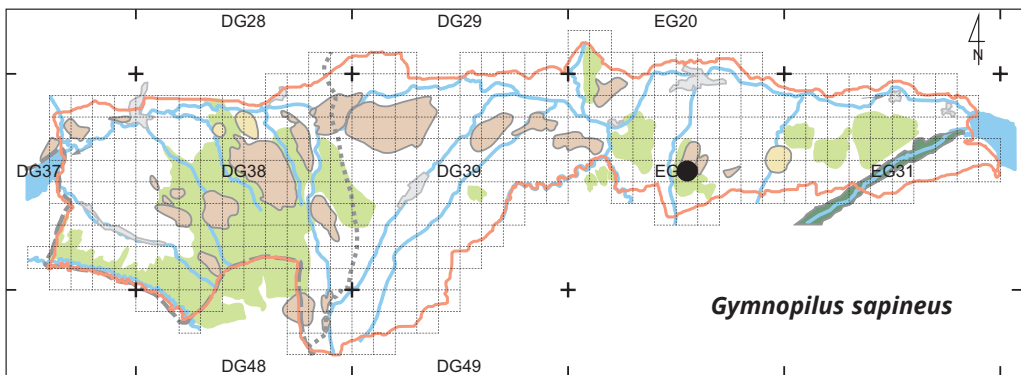 DG28 DG29 EG20
N
DG37 DG38 DG39 EG EG31
Gymnopilus sapineus
DG48 DG49